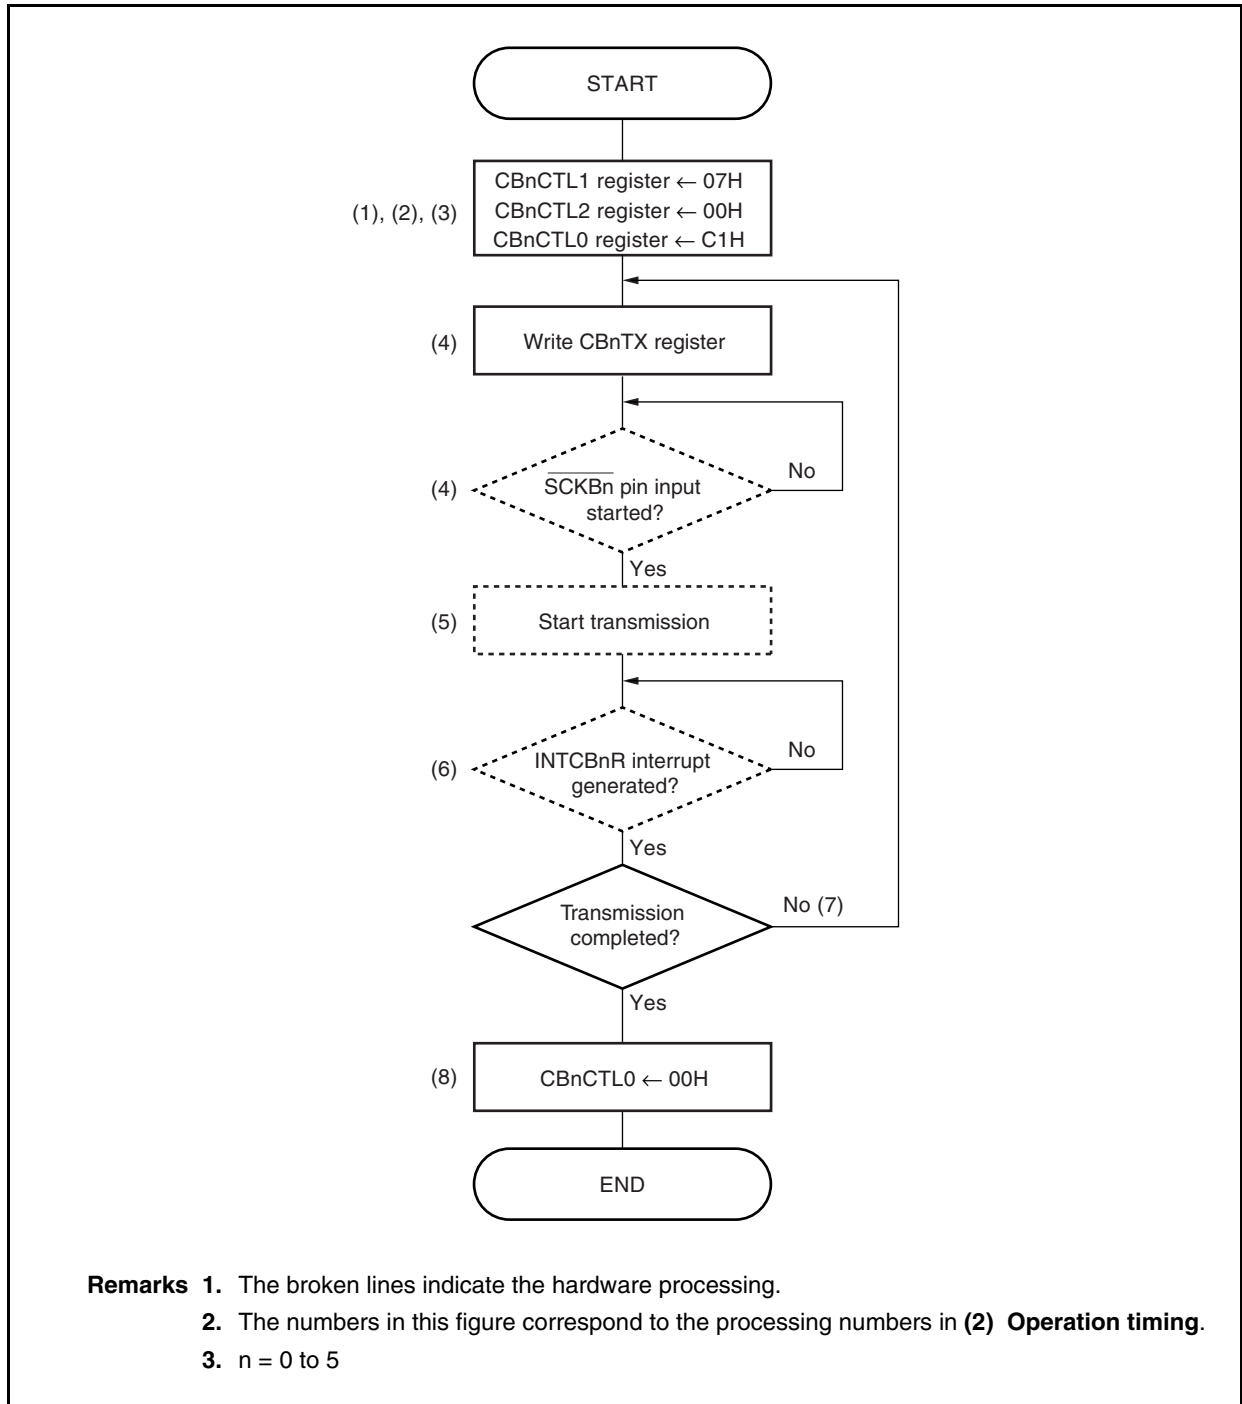 START
(1), (2), (3)
CBnCTL1 register ← 07H
CBnCTL2 register ← 00H
CBnCTL0 register ← C1H
(4)
Write CBnTX register
(4)
SCKBn pin input
started?
No
Yes
(5)
Start transmission
(6)
INTCBnR interrupt
generated?
No
Yes
Transmission
completed?
No (7)
Yes
(8)
CBnCTL0 ← 00H
END
Remarks 1. The broken lines indicate the hardware processing.
2. The numbers in this figure correspond to the processing numbers in (2) Operation timing.
3. n = 0 to 5